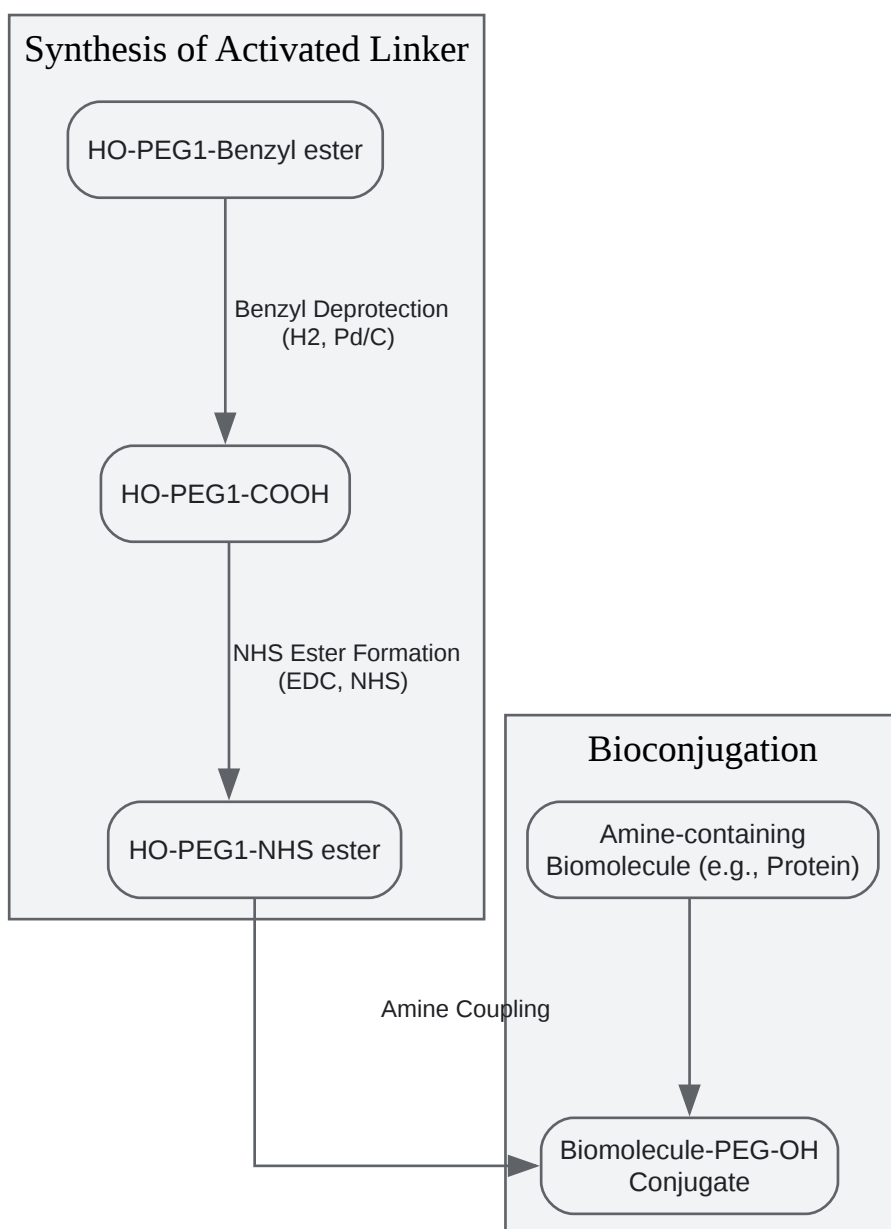 Synthesis of Activated Linker
HO-PEG1-Benzyl ester
Benzyl Deprotection
(H2, Pd/C)
HO-PEG1-COOH
NHS Ester Formation
(EDC, NHS)
HO-PEG1-NHS ester
Bioconjugation
Amine-containing
Biomolecule (e.g., Protein)
Amine Coupling
Biomolecule-PEG-OH
Conjugate